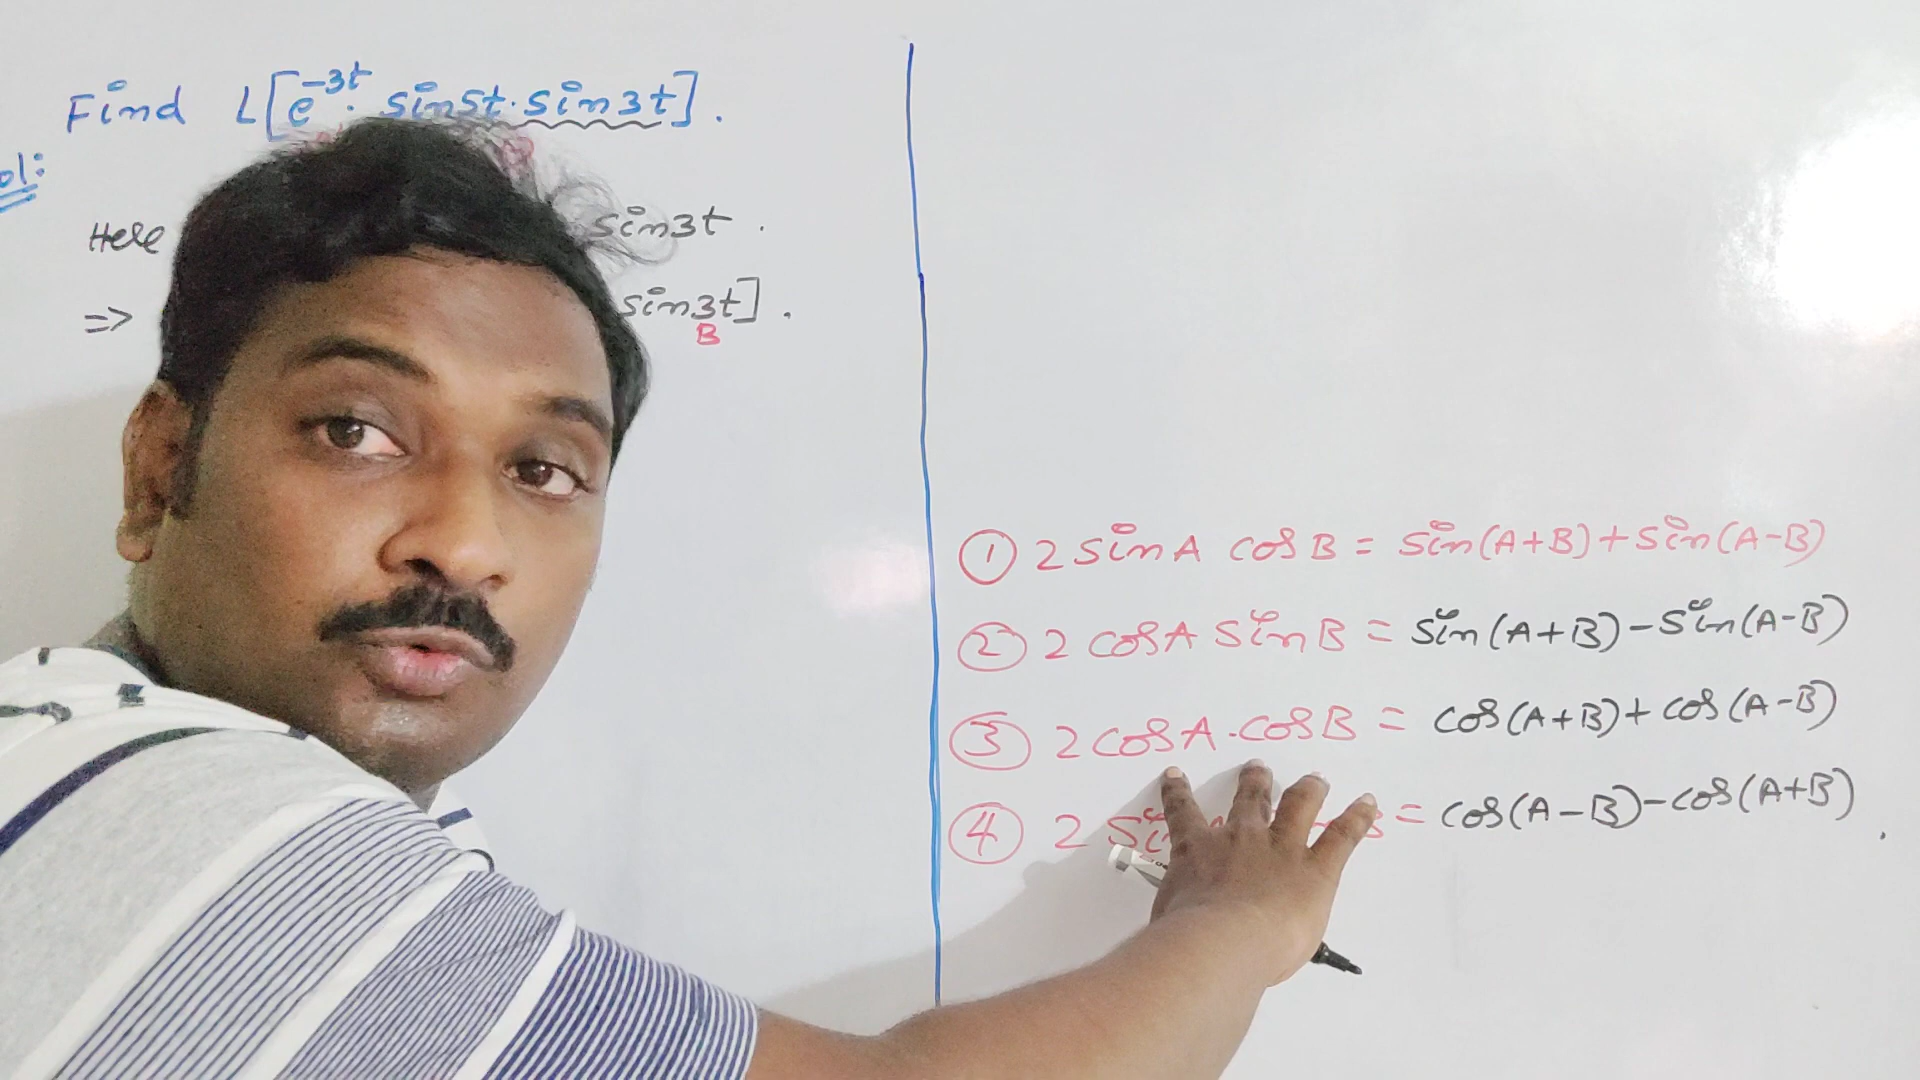 Find L[e^-3t. sin5t.sin3t].
ol:
Here sin3t .
=> sin3t] .
B
① 2 sinA cosB = sin(A+B)+sin(A-B)
② 2 cosA sinB = sin(A+B)-sin(A-B)
③ 2 cosA.cosB = cos(A+B)+cos(A-B)
④ 2 B = cos(A-B)-cos(A+B).